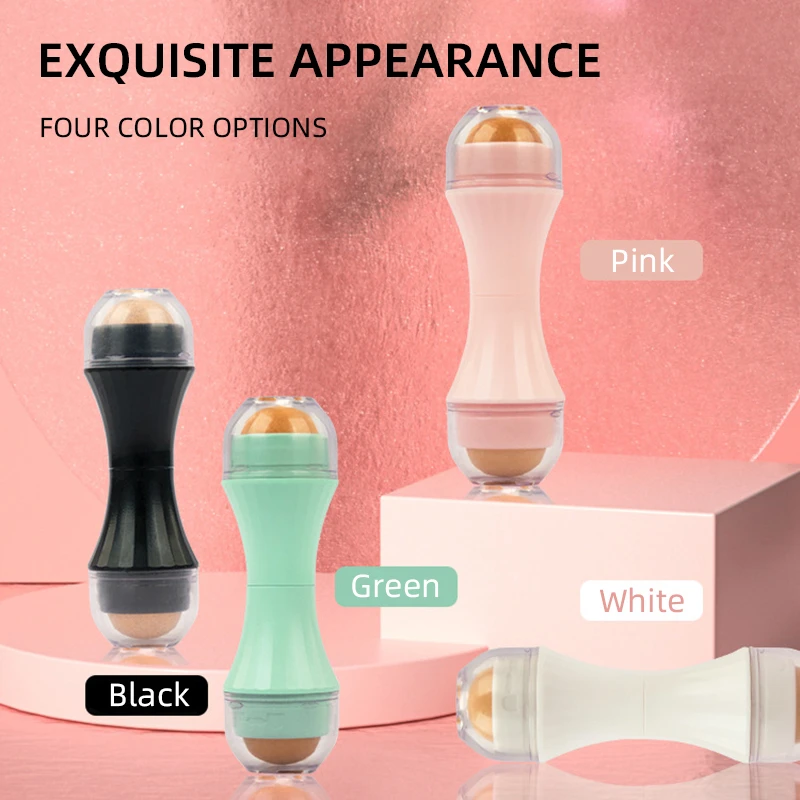 EXQUISITE APPEARANCE
FOUR COLOR OPTIONS
Pink
Green
White
Black